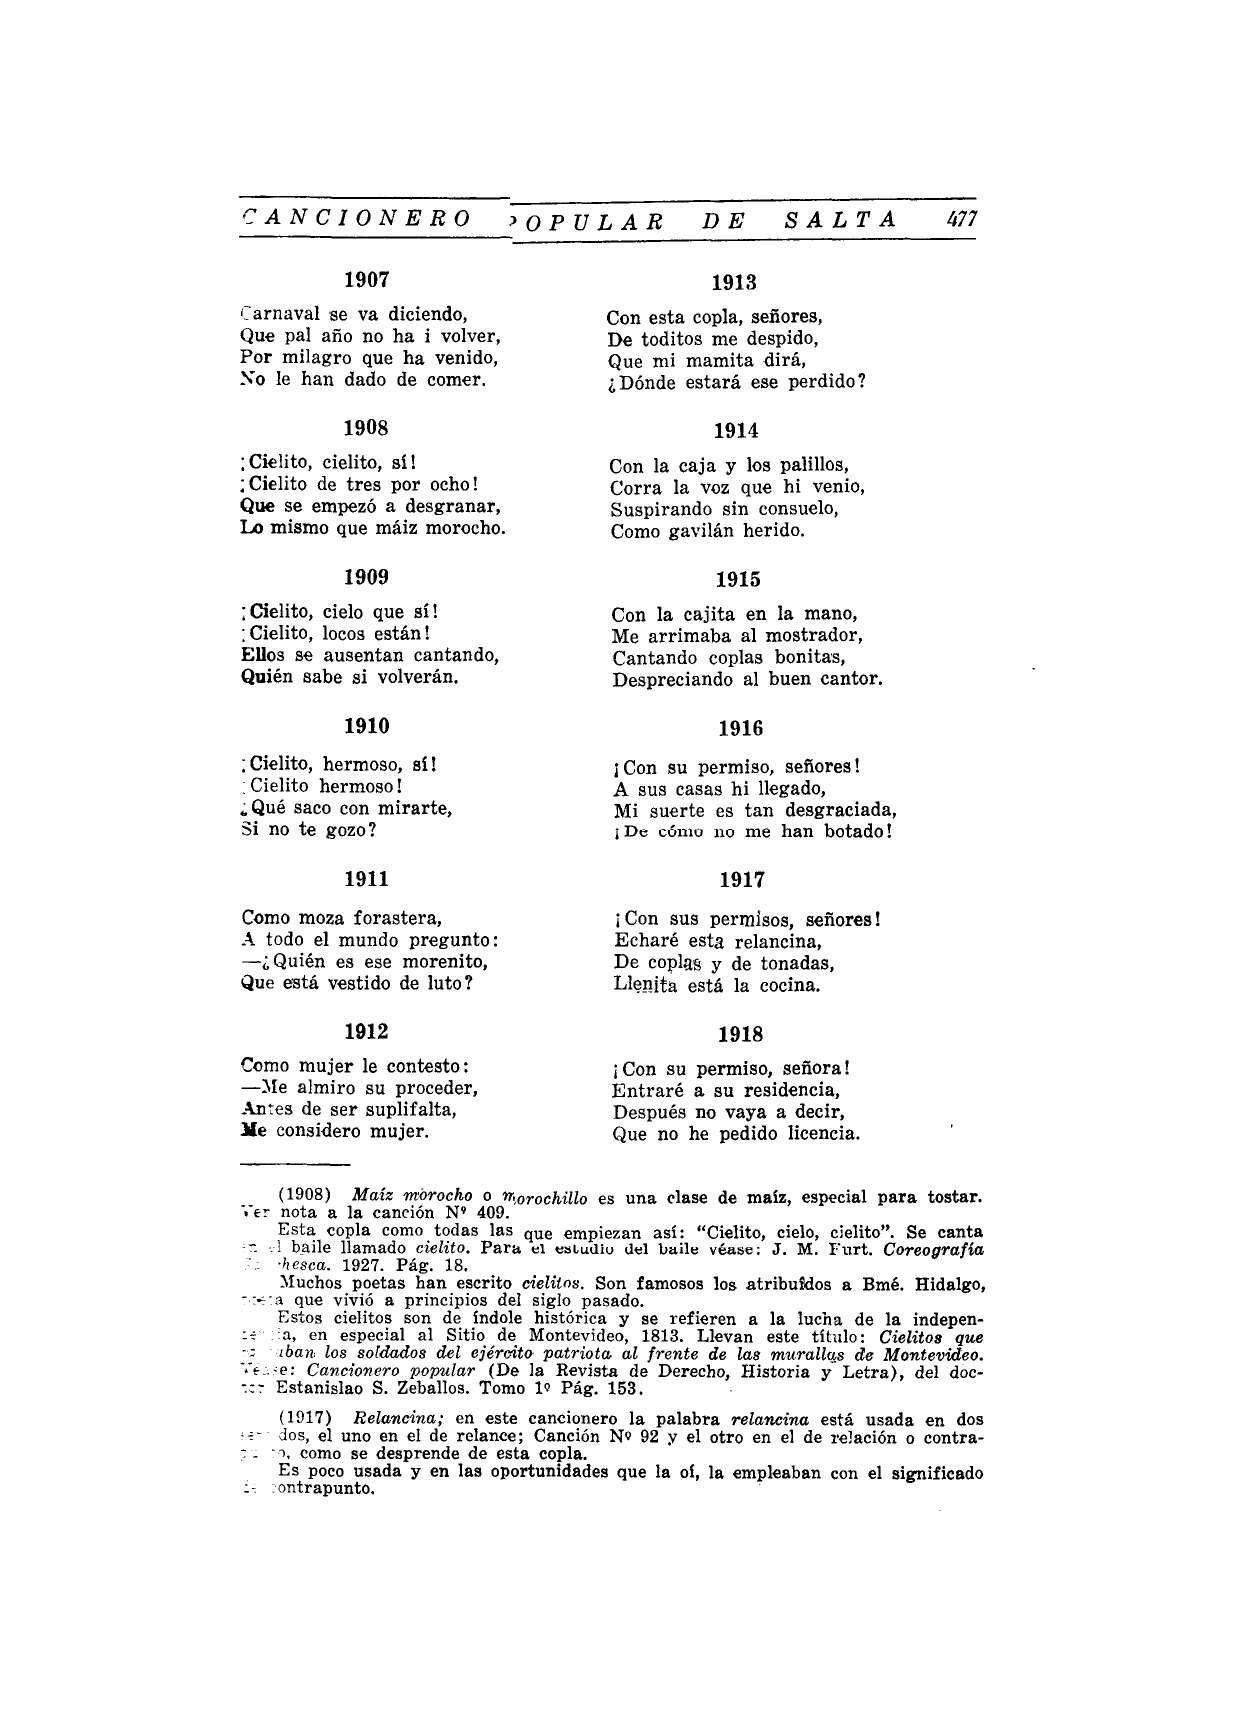 CANCIONERO POPULAR DE SALTA 477
1907
Carnaval se va diciendo,
Que pal año no ha i volver,
Por milagro que ha venido,
No le han dado de comer.
1908
¡Cielito, cielito, sí!
¡Cielito de tres por ocho!
Que se empezó a desgranar,
Lo mismo que máiz morocho.
1909
¡Cielito, cielo que sí!
¡Cielito, locos están!
Ellos se ausentan cantando,
Quién sabe si volverán.
1910
¡Cielito, hermoso, sí!
¡Cielito hermoso!
¿Qué saco con mirarte,
Si no te gozo?
1911
Como moza forastera,
A todo el mundo pregunto:
—¿Quién es ese morenito,
Que está vestido de luto?
1912
Como mujer le contesto:
—Me almiro su proceder,
Antes de ser suplifalta,
Me considero mujer.
1913
Con esta copla, señores,
De toditos me despido,
Que mi mamita dirá,
¿Dónde estará ese perdido?
1914
Con la caja y los palillos,
Corra la voz que hi venio,
Suspirando sin consuelo,
Como gavilán herido.
1915
Con la cajita en la mano,
Me arrimaba al mostrador,
Cantando coplas bonitas,
Despreciando al buen cantor.
1916
¡Con su permiso, señores!
A sus casas hi llegado,
Mi suerte es tan desgraciada,
¡De cómo no me han botado!
1917
¡Con sus permisos, señores!
Echaré esta relancina,
De coplas y de tonadas,
Llenita está la cocina.
1918
¡Con su permiso, señora!
Entraré a su residencia,
Después no vaya a decir,
Que no he pedido licencia.
(1908) Maíz morocho o morochillo es una clase de maíz, especial para tostar.
Ver nota a la canción Nº 409.
Esta copla como todas las que empiezan así: “Cielito, cielo, cielito”. Se canta
en el baile llamado cielito. Para el estudio del baile véase: J. M. Furt. Coreografía
hesca. 1927. Pág. 18.
Muchos poetas han escrito cielitos. Son famosos los atribuídos a Bmé. Hidalgo,
poeta que vivió a principios del siglo pasado.
Estos cielitos son de índole histórica y se refieren a la lucha de la indepen-
dencia, en especial al Sitio de Montevideo, 1813. Llevan este título: Cielitos que
aban los soldados del ejército patriota al frente de las murallas de Montevideo.
Véase: Cancionero popular (De la Revista de Derecho, Historia y Letra), del doc-
tor Estanislao S. Zeballos. Tomo 1º Pág. 153.
(1917) Relancina; en este cancionero la palabra relancina está usada en dos
sentidos, el uno en el de relance; Canción Nº 92 y el otro en el de relación o contra-
punto, como se desprende de esta copla.
Es poco usada y en las oportunidades que la oí, la empleaban con el significado
de contrapunto.